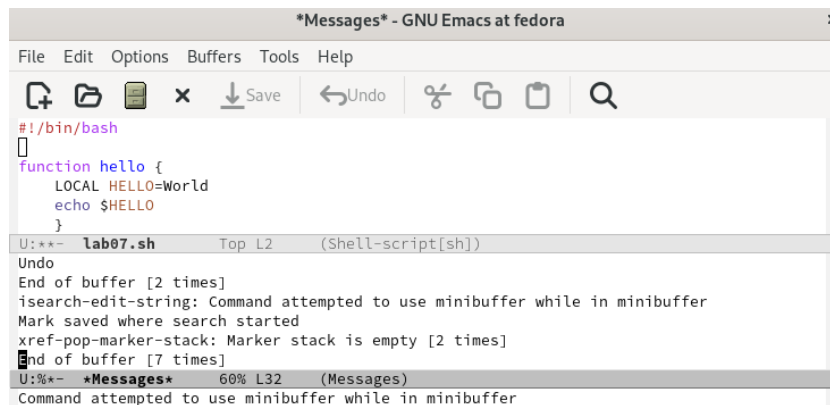 *Messages* - GNU Emacs at fedora
File Edit Options Buffers Tools Help
Save Undo
#!/bin/bash
function hello {
    LOCAL HELLO=World
    echo $HELLO
    }
U:**-  lab07.sh       Top L2     (Shell-script[sh])
Undo
End of buffer [2 times]
isearch-edit-string: Command attempted to use minibuffer while in minibuffer
Mark saved where search started
xref-pop-marker-stack: Marker stack is empty [2 times]
End of buffer [7 times]
U:%*-  *Messages*     60% L32    (Messages)
Command attempted to use minibuffer while in minibuffer